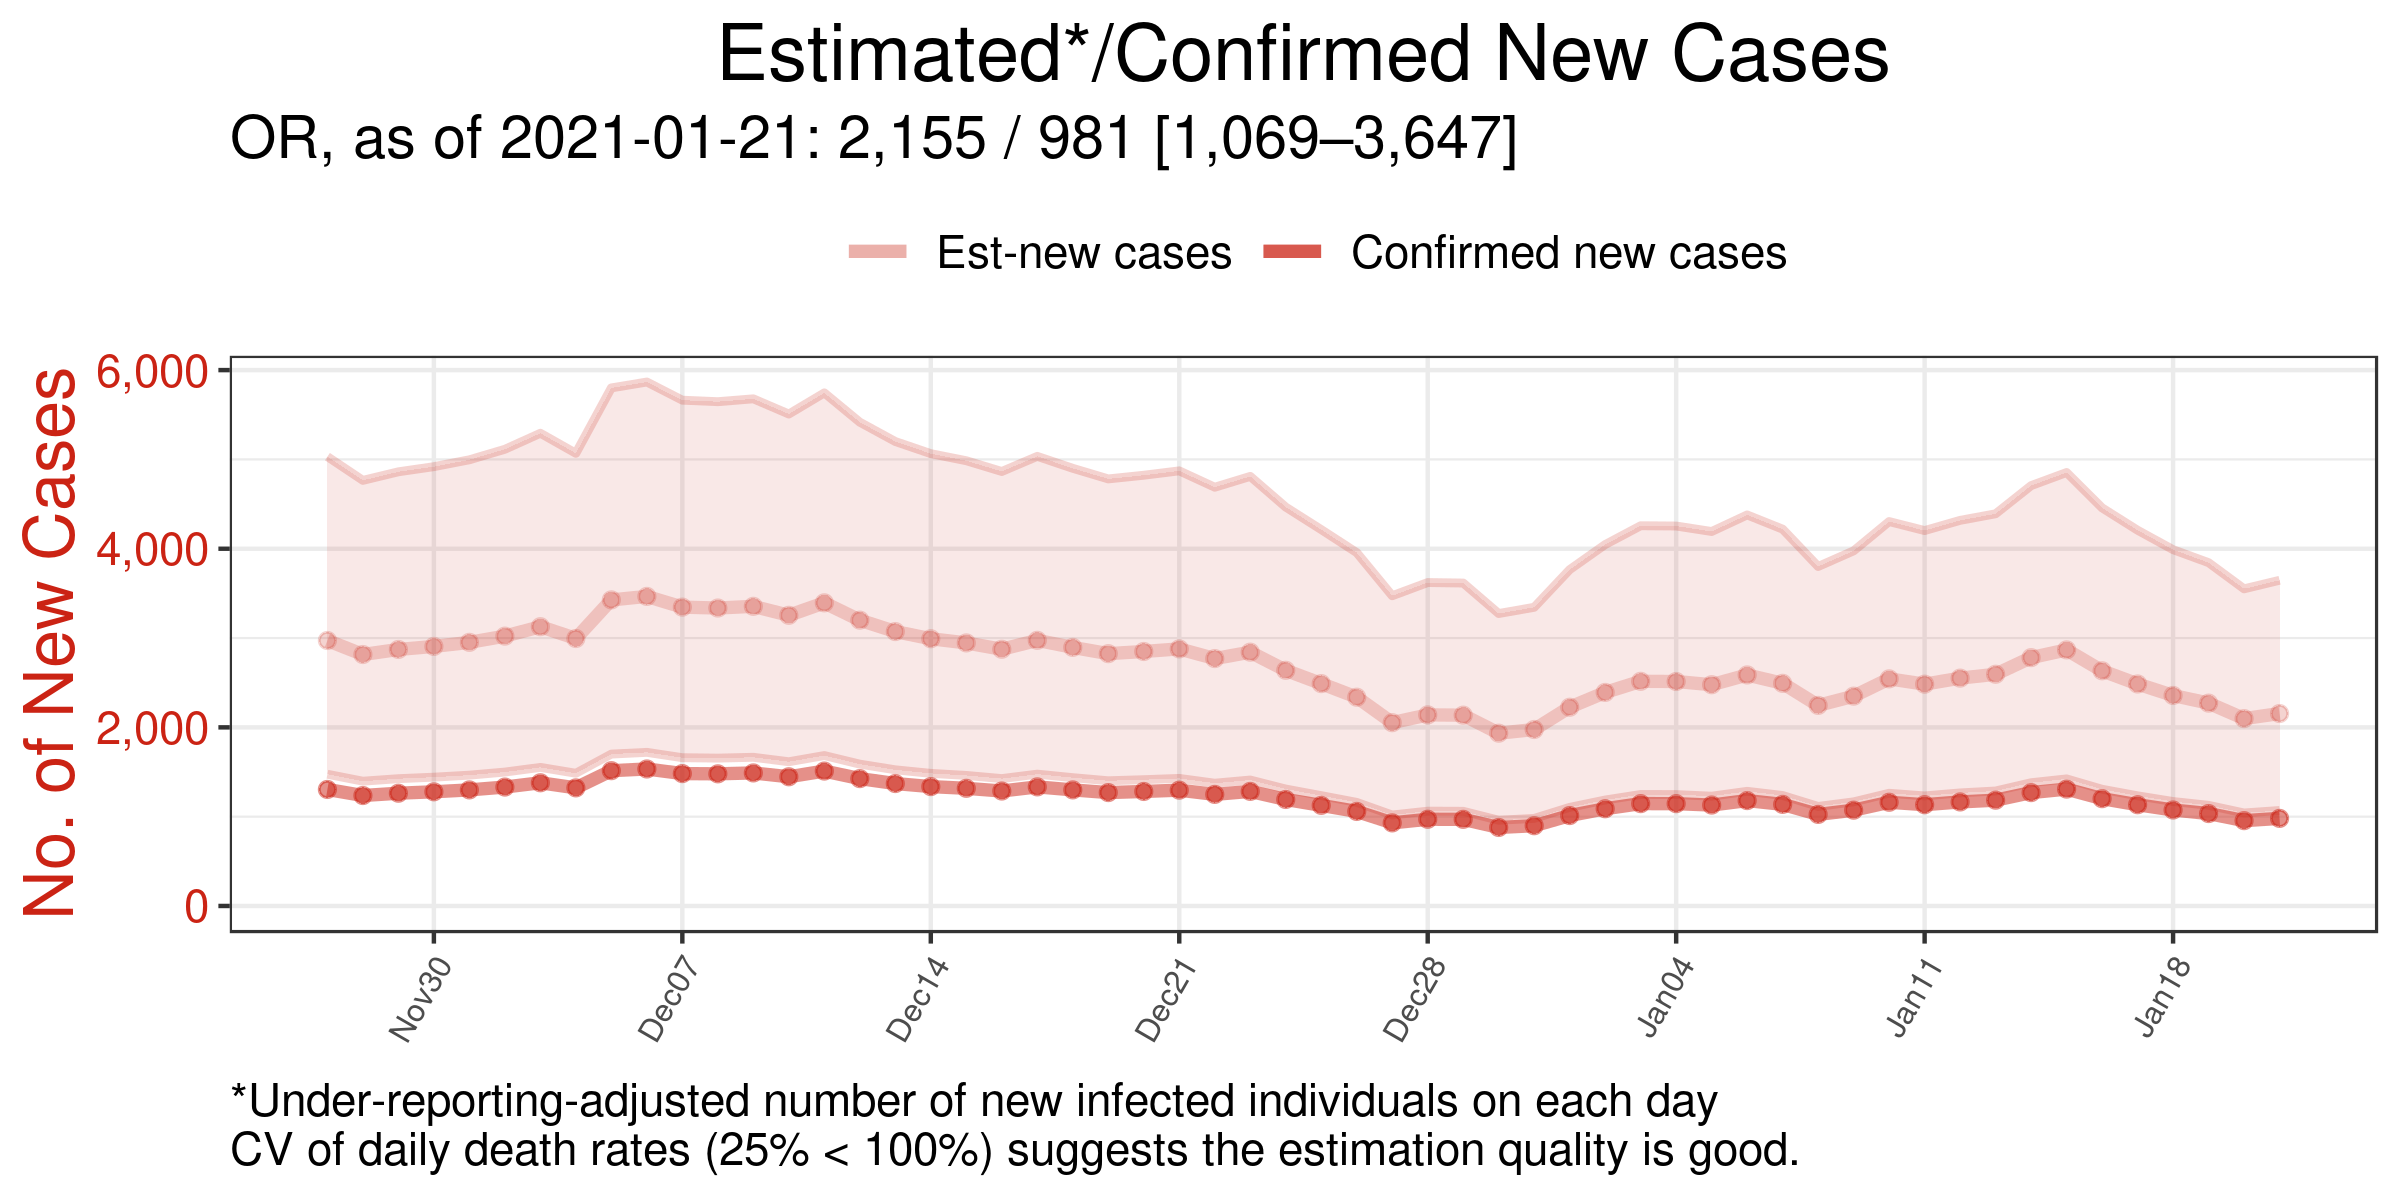 Estimated*/Confirmed New Cases
OR, as of 2021-01-21: 2,155 / 981 [1,069–3,647]
Est-new cases
Confirmed new cases
No. of New Cases
6,000
4,000
2,000
0
Nov30
Dec07
Dec14
Dec21
Dec28
Jan04
Jan11
Jan18
*Under-reporting-adjusted number of new infected individuals on each day
CV of daily death rates (25% < 100%) suggests the estimation quality is good.